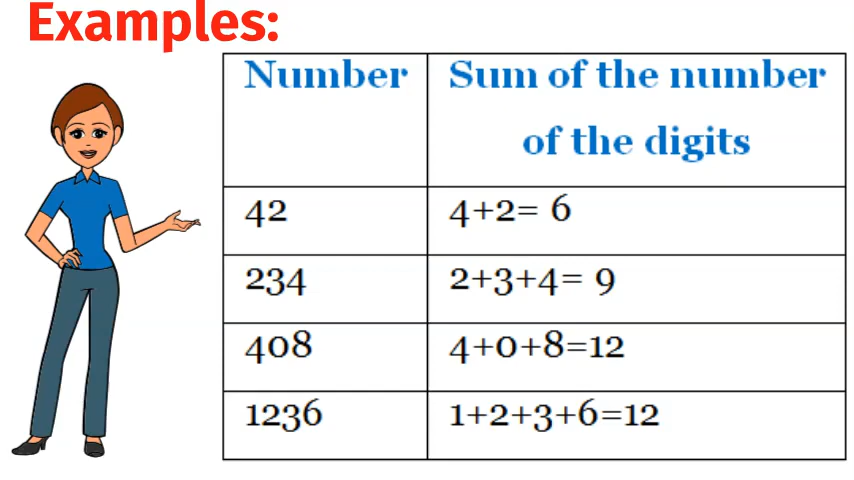 Examples:
Number
Sum of the number
of the digits
42
4+2= 6
234
2+3+4= 9
408
4+0+8=12
1236
1+2+3+6=12